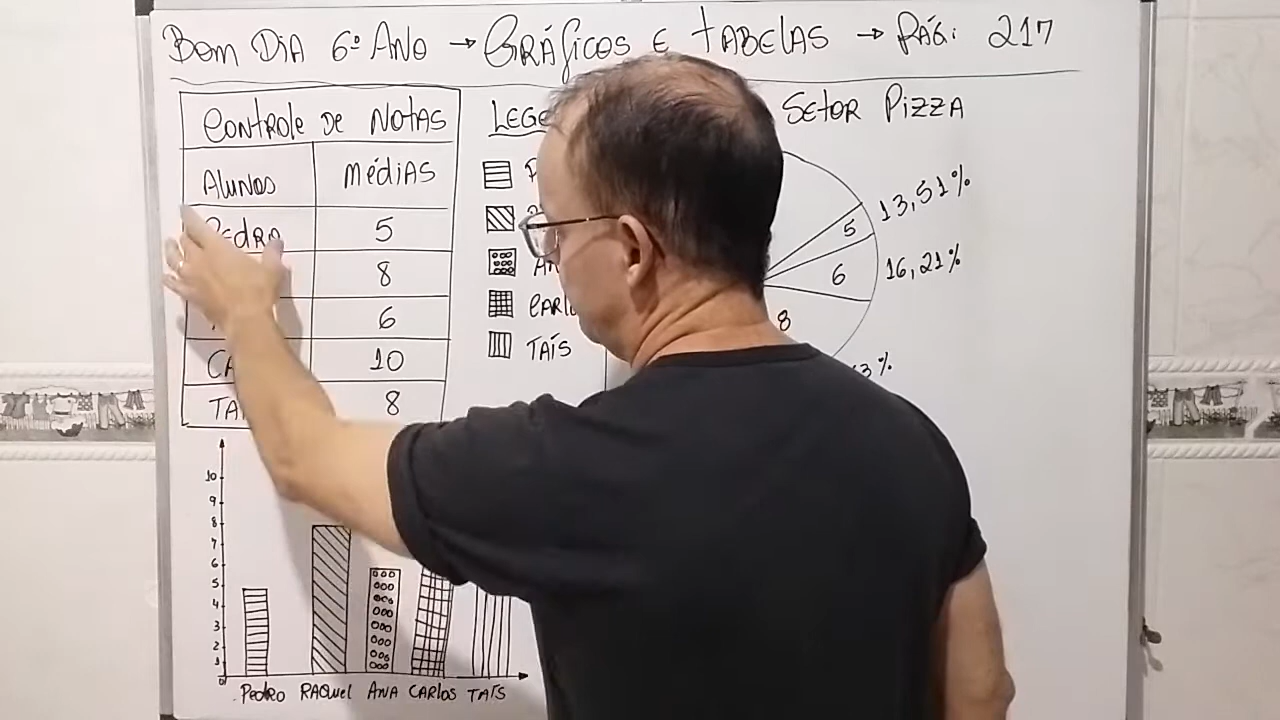 Bom Dia 6º Ano → Gráficos e tabelas → Pág: 217
Controle de Notas
Alunos Médias
Pedro 5
8
6
10
8
Carlos
Taís
Setor Pizza
5 13,51%
6 16,21%
8
10
9
8
7
6
5
4
3
2
1
0
Pedro Raquel Ana Carlos Taís